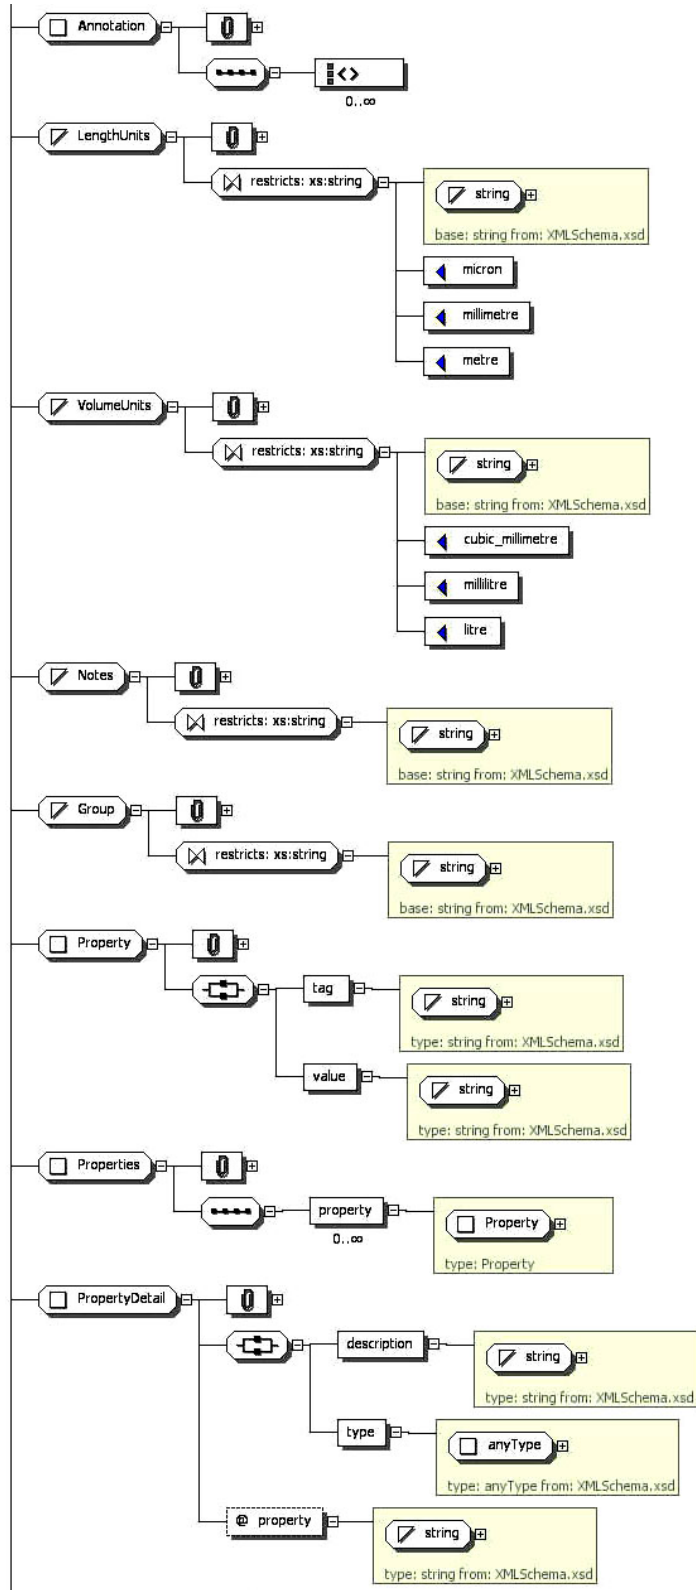 Annotation
0..∞
LengthUnits
restricts: xs:string
string
base: string from: XMLSchema.xsd
micron
millimetre
metre
VolumeUnits
restricts: xs:string
string
base: string from: XMLSchema.xsd
cubic_millimetre
millilitre
litre
Notes
restricts: xs:string
string
base: string from: XMLSchema.xsd
Group
restricts: xs:string
string
base: string from: XMLSchema.xsd
Property
tag
string
type: string from: XMLSchema.xsd
value
string
type: string from: XMLSchema.xsd
Properties
property
0..∞
Property
type: Property
PropertyDetail
description
string
type: string from: XMLSchema.xsd
type
anyType
type: anyType from: XMLSchema.xsd
@ property
string
type: string from: XMLSchema.xsd